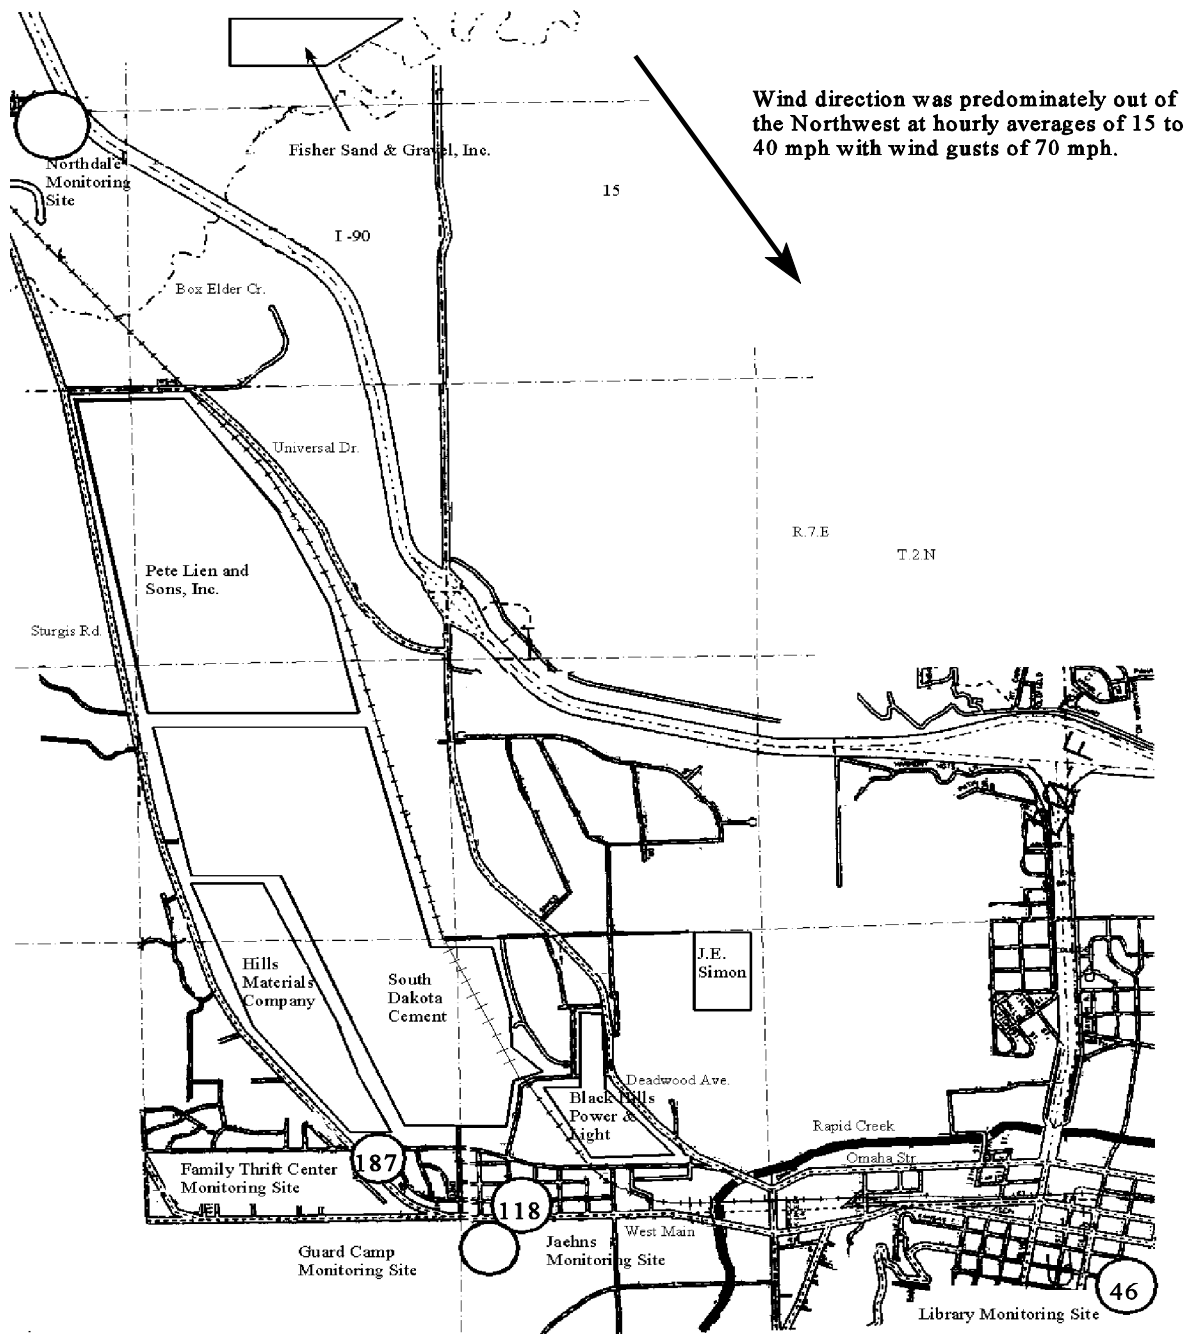 Wind direction was predominately out of
the Northwest at hourly averages of 15 to
40 mph with wind gusts of 70 mph.
Fisher Sand & Gravel, Inc.
Northdale
Monitoring
Site
15
I -90
Box Elder Cr.
Universal Dr.
R.7.E
T.2.N
Pete Lien and
Sons, Inc.
Sturgis Rd.
J.E.
Simon
Hills
Materials
Company
South
Dakota
Cement
Deadwood Ave.
Black Hills
Power &
Light
Rapid Creek
Omaha Str.
187
Family Thrift Center
Monitoring Site
118
West Main
Jaehns
Monitoring Site
Guard Camp
Monitoring Site
46
Library Monitoring Site